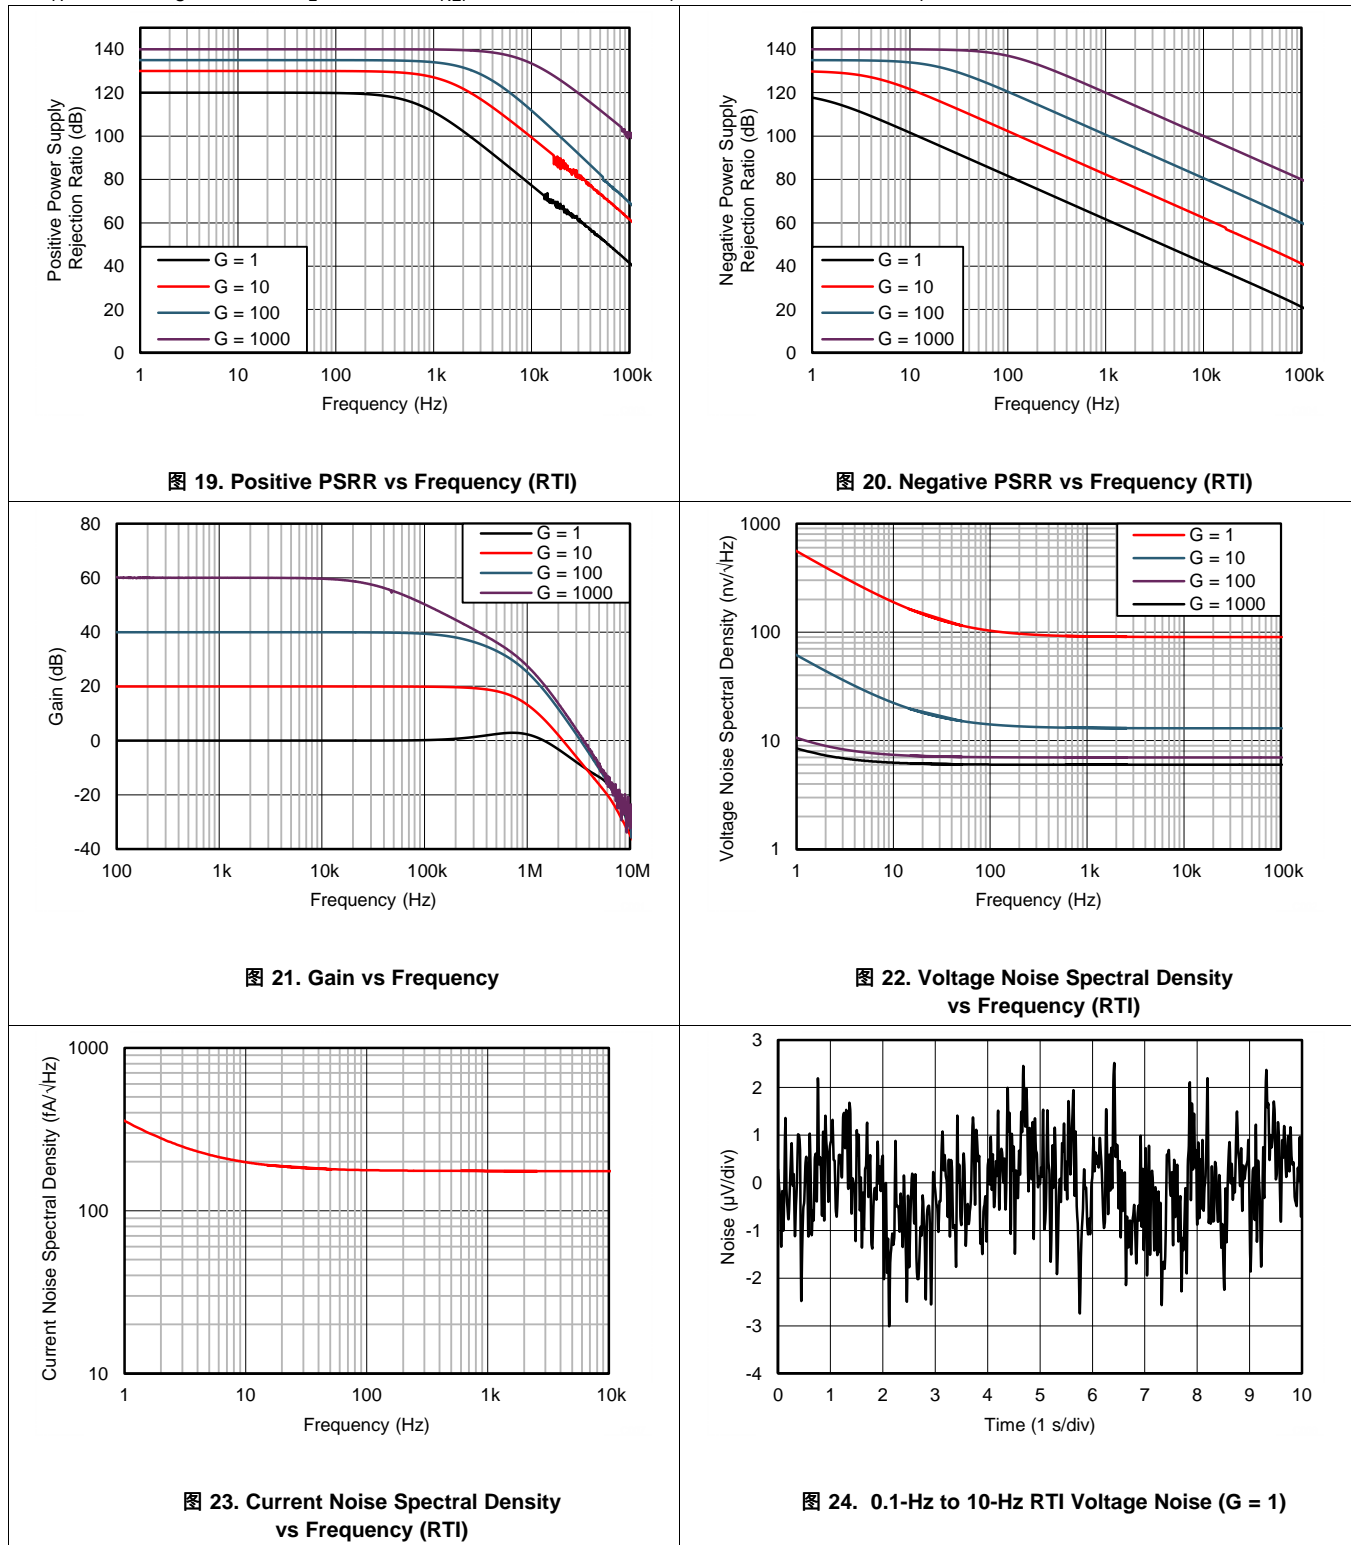 140
120
100
80
60
40
20
0
Positive Power Supply
Rejection Ratio (dB)
G = 1
G = 10
G = 100
G = 1000
1
10
100
1k
10k
100k
Frequency (Hz)
图 19. Positive PSRR vs Frequency (RTI)
140
120
100
80
60
40
20
0
Negative Power Supply
Rejection Ratio (dB)
G = 1
G = 10
G = 100
G = 1000
1
10
100
1k
10k
100k
Frequency (Hz)
图 20. Negative PSRR vs Frequency (RTI)
80
60
40
20
0
-20
-40
Gain (dB)
G = 1
G = 10
G = 100
G = 1000
100
1k
10k
100k
1M
10M
Frequency (Hz)
图 21. Gain vs Frequency
1000
100
10
1
Voltage Noise Spectral Density (nv/√Hz)
G = 1
G = 10
G = 100
G = 1000
1
10
100
1k
10k
100k
Frequency (Hz)
图 22. Voltage Noise Spectral Density
vs Frequency (RTI)
1000
100
10
Current Noise Spectral Density (fA/√Hz)
1
10
100
1k
10k
Frequency (Hz)
图 23. Current Noise Spectral Density
vs Frequency (RTI)
3
2
1
0
-1
-2
-3
-4
Noise (µV/div)
0
1
2
3
4
5
6
7
8
9
10
Time (1 s/div)
图 24. 0.1-Hz to 10-Hz RTI Voltage Noise (G = 1)